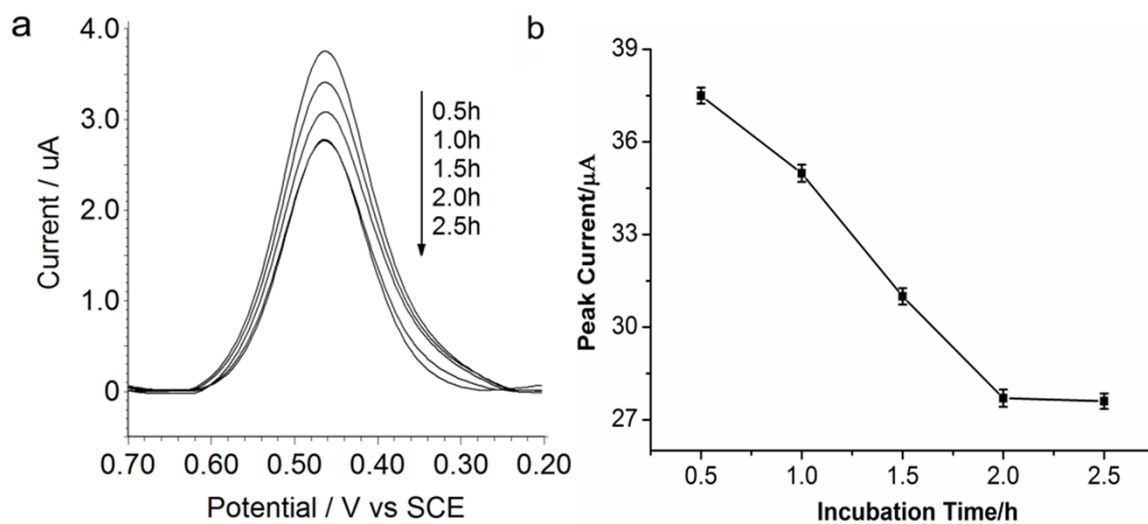 a
4.0
3.0
2.0
1.0
0
Current / uA
0.5h
1.0h
1.5h
2.0h
2.5h
0.70 0.60 0.50 0.40 0.30 0.20
Potential / V vs SCE
b
39
36
33
30
27
Peak Current/μA
0.5 1.0 1.5 2.0 2.5
Incubation Time/h